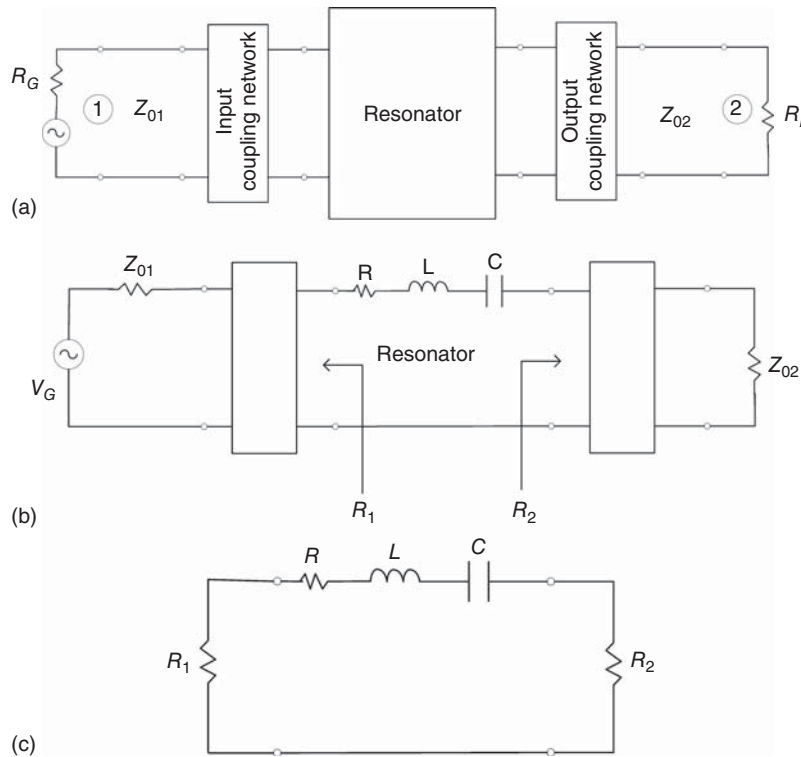 R_G
1
Z_01
Input
coupling network
Resonator
Output
coupling network
Z_02
2
(a)
Z_01
R
L
C
Resonator
V_G
Z_02
R_1
R_2
(b)
R
L
C
R_1
R_2
(c)